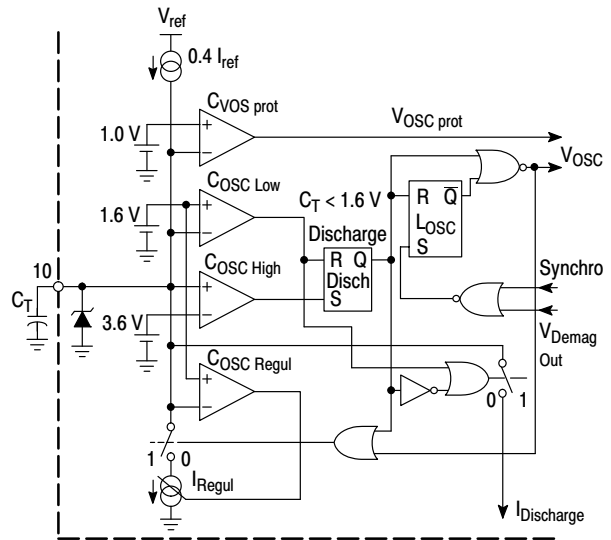 Vref
0.4 Iref
CVOS prot
1.0 V
+
−
VOSC prot
VOSC
COSC Low
1.6 V
+
−
CT < 1.6 V
R Q̅
LOSC
S
Discharge
R Q
Disch
S
10
CT
COSC High
+
−
3.6 V
Synchro
VDemag
Out
COSC Regul
+
−
0 1
1 0
IRegul
IDischarge